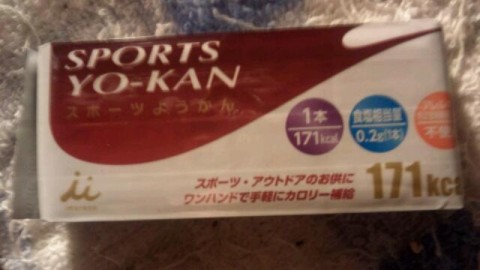 SPORTS
YO-KAN
スポーツようかん
1本
171kcal
食塩相当量
0.2g(1本)
スポーツ・アウトドアのお供に
ワンハンドで手軽にカロリー補給
171kca